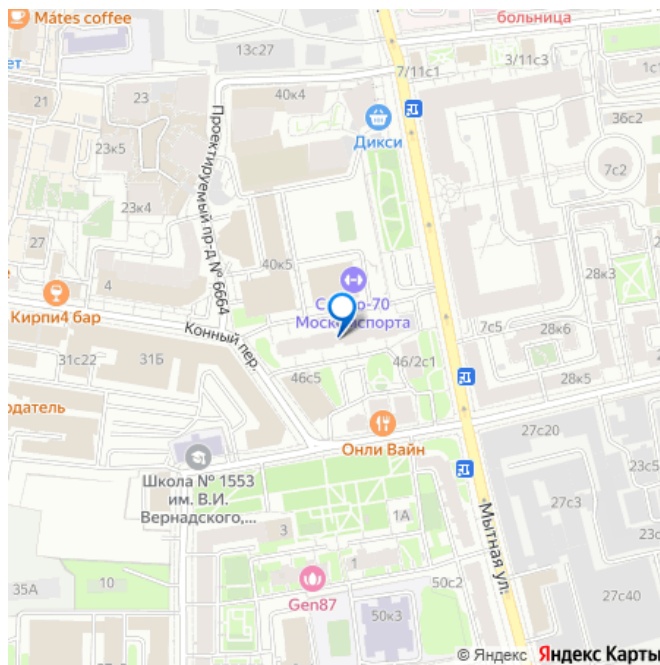 Mátes coffee
больница
13с27
3/11с3
7/11с1
1с1
21
23
40к4
Дикси
36с2
23к5
7с2
23к4
Проектируемый пр-д № 6664
27
40к5
28к3
4
Кирпи4 бар
Москомспорта
7с5
28к6
Конный пер.
31с22
31Б
46/2с1
46с5
28к5
Онли Вайн
27с20
Школа № 1553
им. В.И.
Вернадского,...
23с5
27с3
Мытная ул.
1А
3
35А
10
1
Gen87
50с2
50к3
27с40
© Яндекс Яндекс Карты